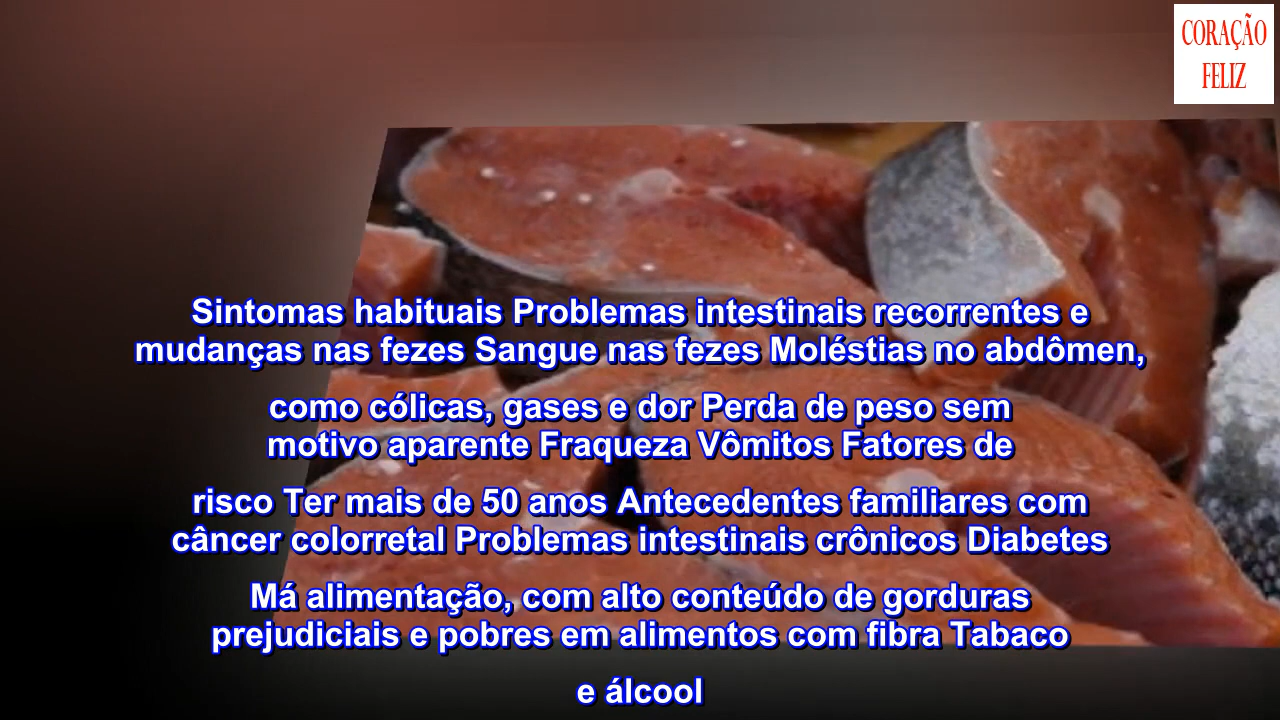 CORAÇÃO
FELIZ
Sintomas habituais Problemas intestinais recorrentes e
mudanças nas fezes Sangue nas fezes Moléstias no abdômen,
como cólicas, gases e dor Perda de peso sem
motivo aparente Fraqueza Vômitos Fatores de
risco Ter mais de 50 anos Antecedentes familiares com
câncer colorretal Problemas intestinais crônicos Diabetes
Má alimentação, com alto conteúdo de gorduras
prejudiciais e pobres em alimentos com fibra Tabaco
e álcool